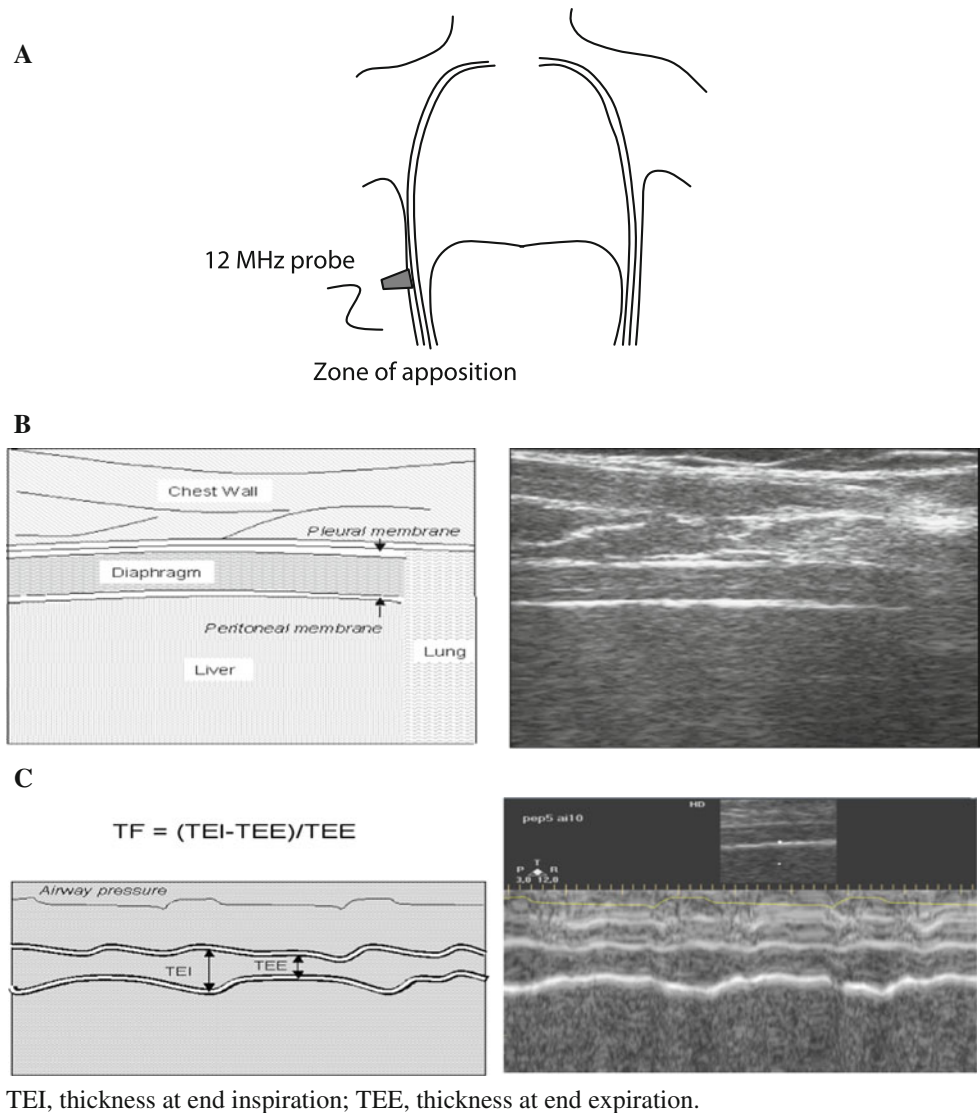 A
12 MHz probe
Zone of apposition
B
Chest Wall
Pleural membrane
Diaphragm
Peritoneal membrane
Lung
Liver
C
TF = (TEI-TEE)/TEE
Airway pressure
TEI
TEE
HD
pep5 ai10
T
P R
3.0 12.0
TEI, thickness at end inspiration; TEE, thickness at end expiration.